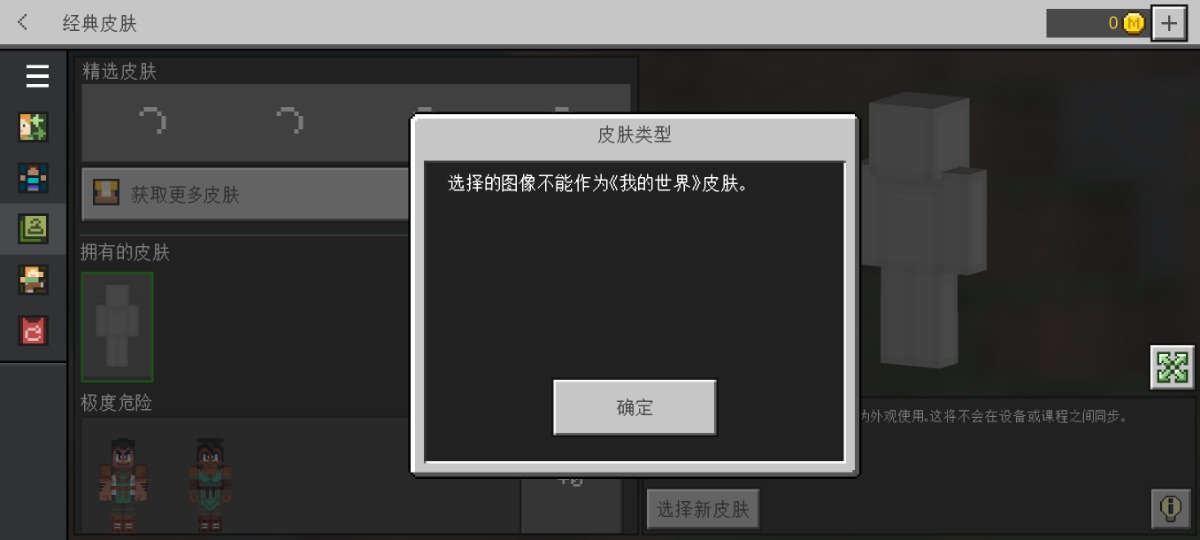 经典皮肤
0
精选皮肤
获取更多皮肤
拥有的皮肤
极度危险
皮肤类型
选择的图像不能作为《我的世界》皮肤。
确定
外观使用。这将不会在设备或课程之间同步。
选择新皮肤